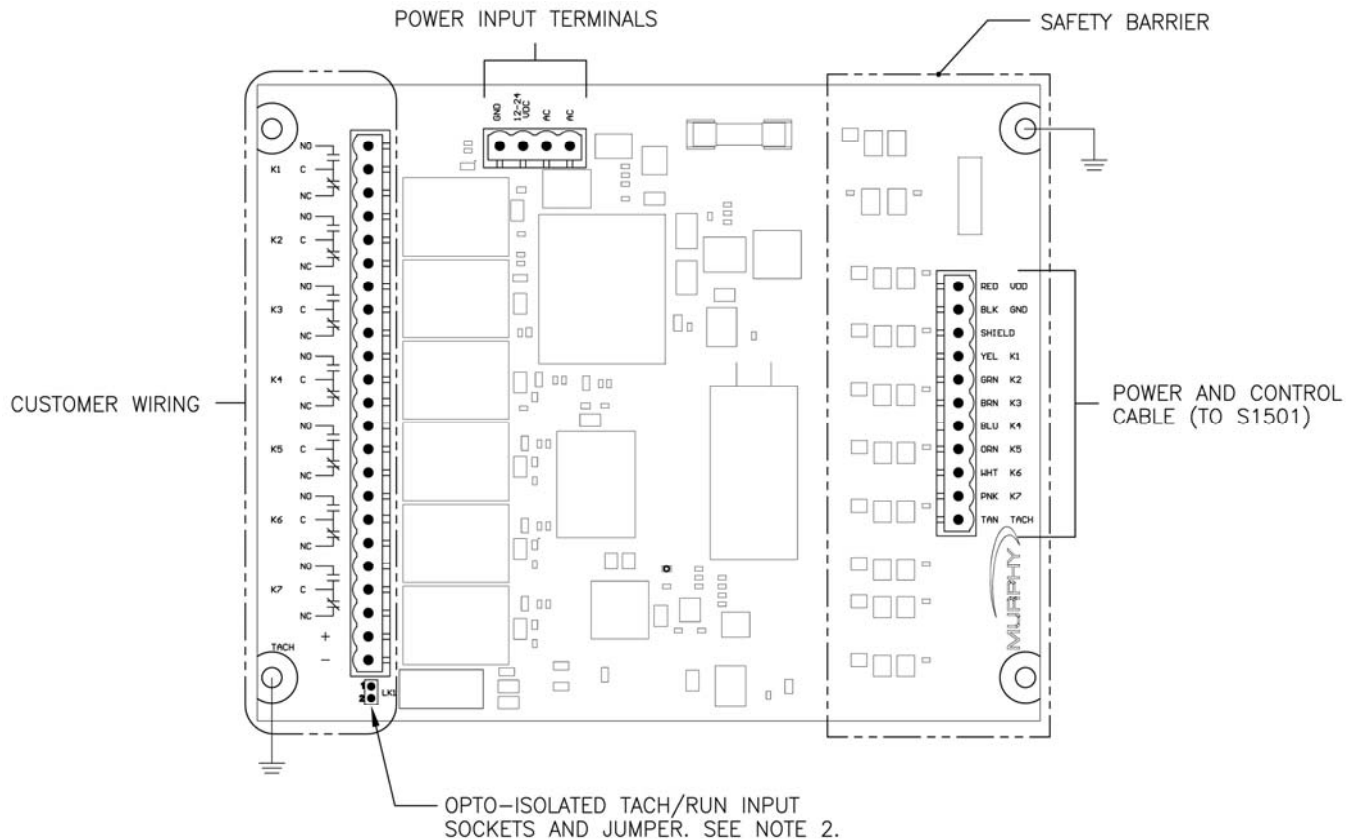 POWER INPUT TERMINALS
SAFETY BARRIER
GND
12-24
VDC
AC
AC
NO
K1 C
NC
NO
K2 C
NC
NO
K3 C
NC
NO
K4 C
NC
NO
K5 C
NC
NO
K6 C
NC
NO
K7 C
NC
+
TACH
-
1
2
LK1
CUSTOMER WIRING
RED VDD
BLK GND
SHIELD
YEL K1
GRN K2
BRN K3
BLU K4
ORN K5
WHT K6
PNK K7
TAN TACH
POWER AND CONTROL
CABLE (TO S1501)
MURPHY
OPTO-ISOLATED TACH/RUN INPUT
SOCKETS AND JUMPER. SEE NOTE 2.